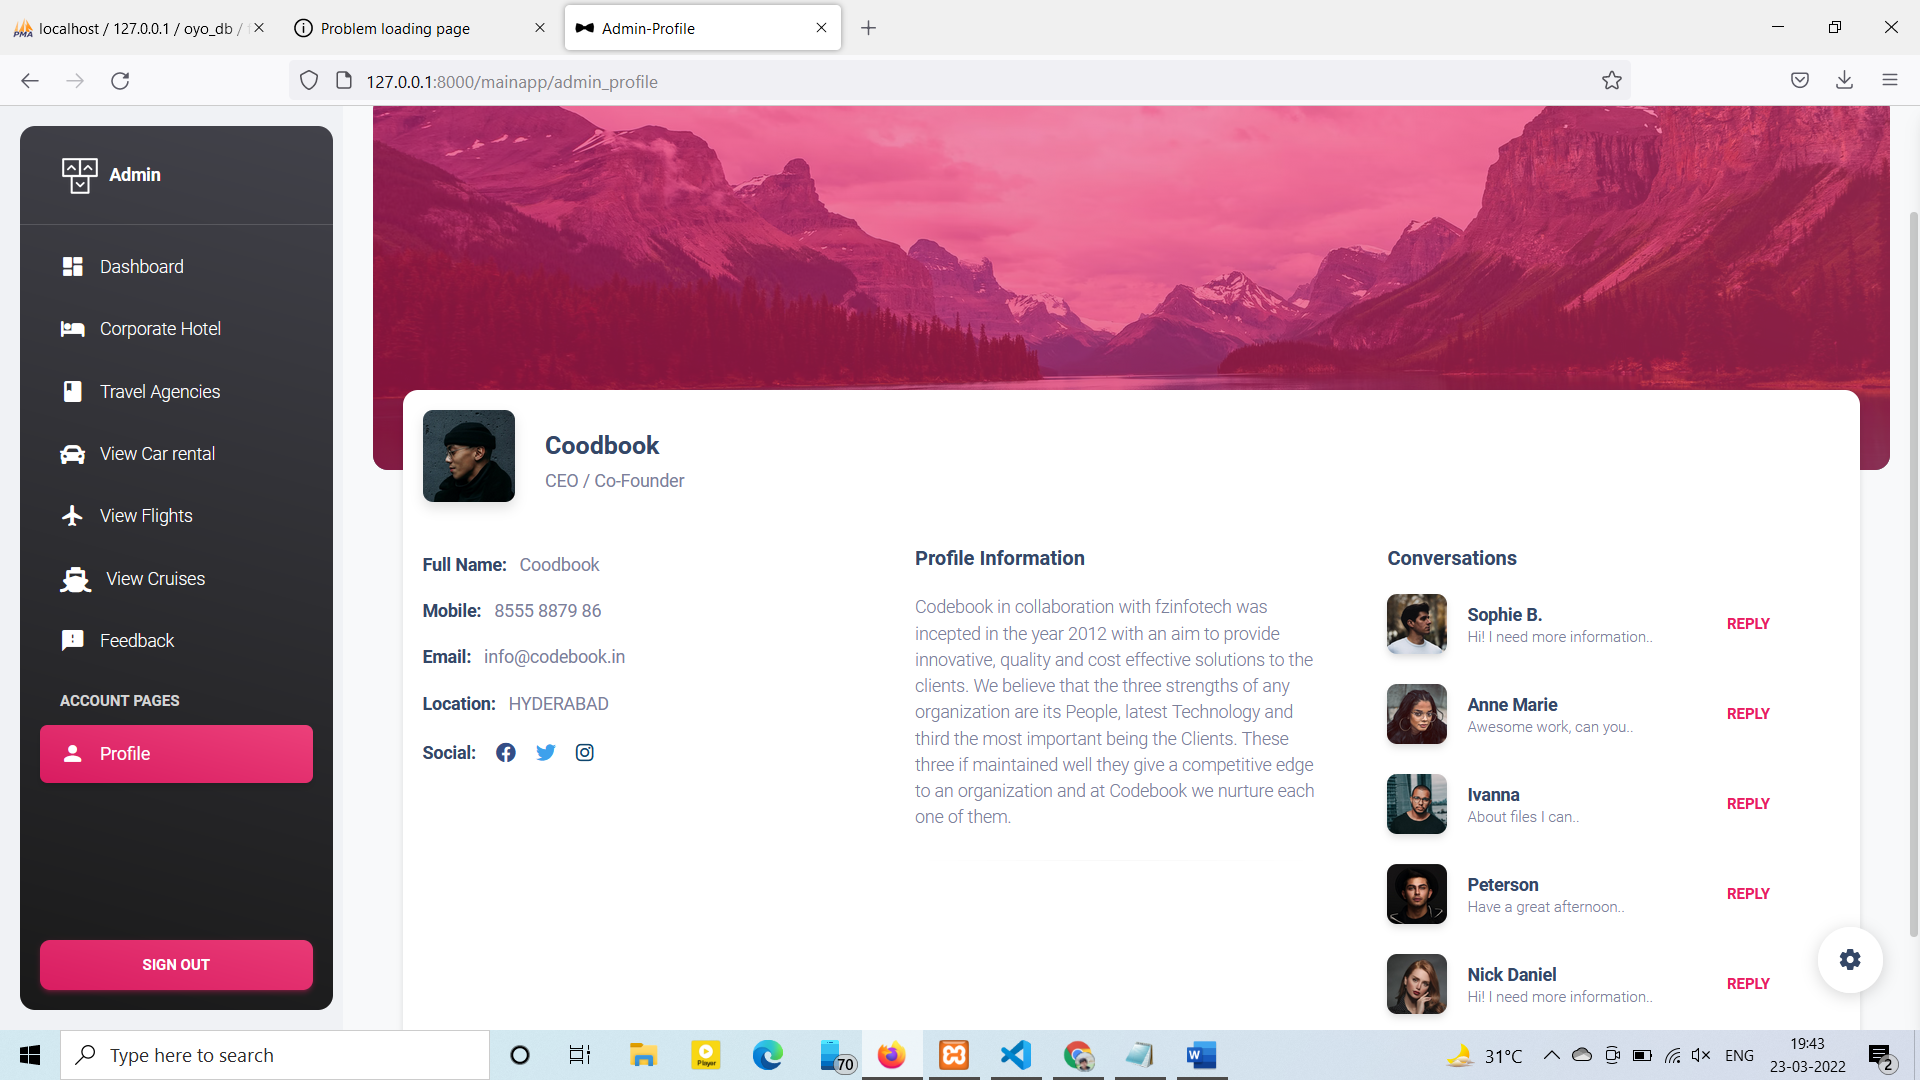 localhost / 127.0.0.1 / oyo_db /
Problem loading page
Admin-Profile
127.0.0.1:8000/mainapp/admin_profile
Admin
Dashboard
Corporate Hotel
Travel Agencies
View Car rental
View Flights
View Cruises
Feedback
ACCOUNT PAGES
Profile
SIGN OUT
Coodbook
CEO / Co-Founder
Full Name: Coodbook
Mobile: 8555 8879 86
Email: info@codebook.in
Location: HYDERABAD
Social:
Profile Information
Codebook in collaboration with fzinfotech was
incepted in the year 2012 with an aim to provide
innovative, quality and cost effective solutions to the
clients. We believe that the three strengths of any
organization are its People, latest Technology and
third the most important being the Clients. These
three if maintained well they give a competitive edge
to an organization and at Codebook we nurture each
one of them.
Conversations
Sophie B.
Hi! I need more information..
REPLY
Anne Marie
Awesome work, can you..
REPLY
Ivanna
About files I can..
REPLY
Peterson
Have a great afternoon..
REPLY
Nick Daniel
Hi! I need more information..
REPLY
Type here to search
Player
70
31°C
ENG
19:43
23-03-2022
2